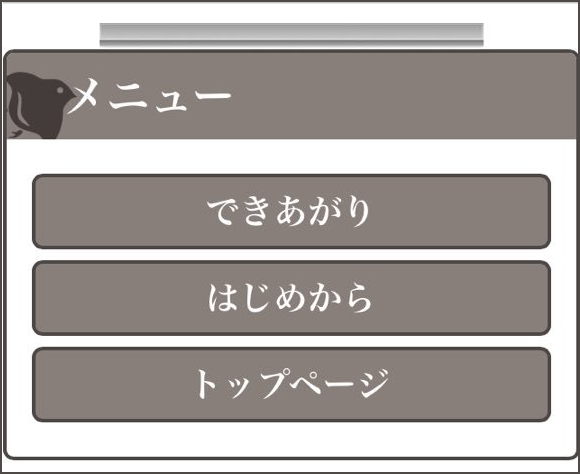 メニュー
できあがり
はじめから
トップページ